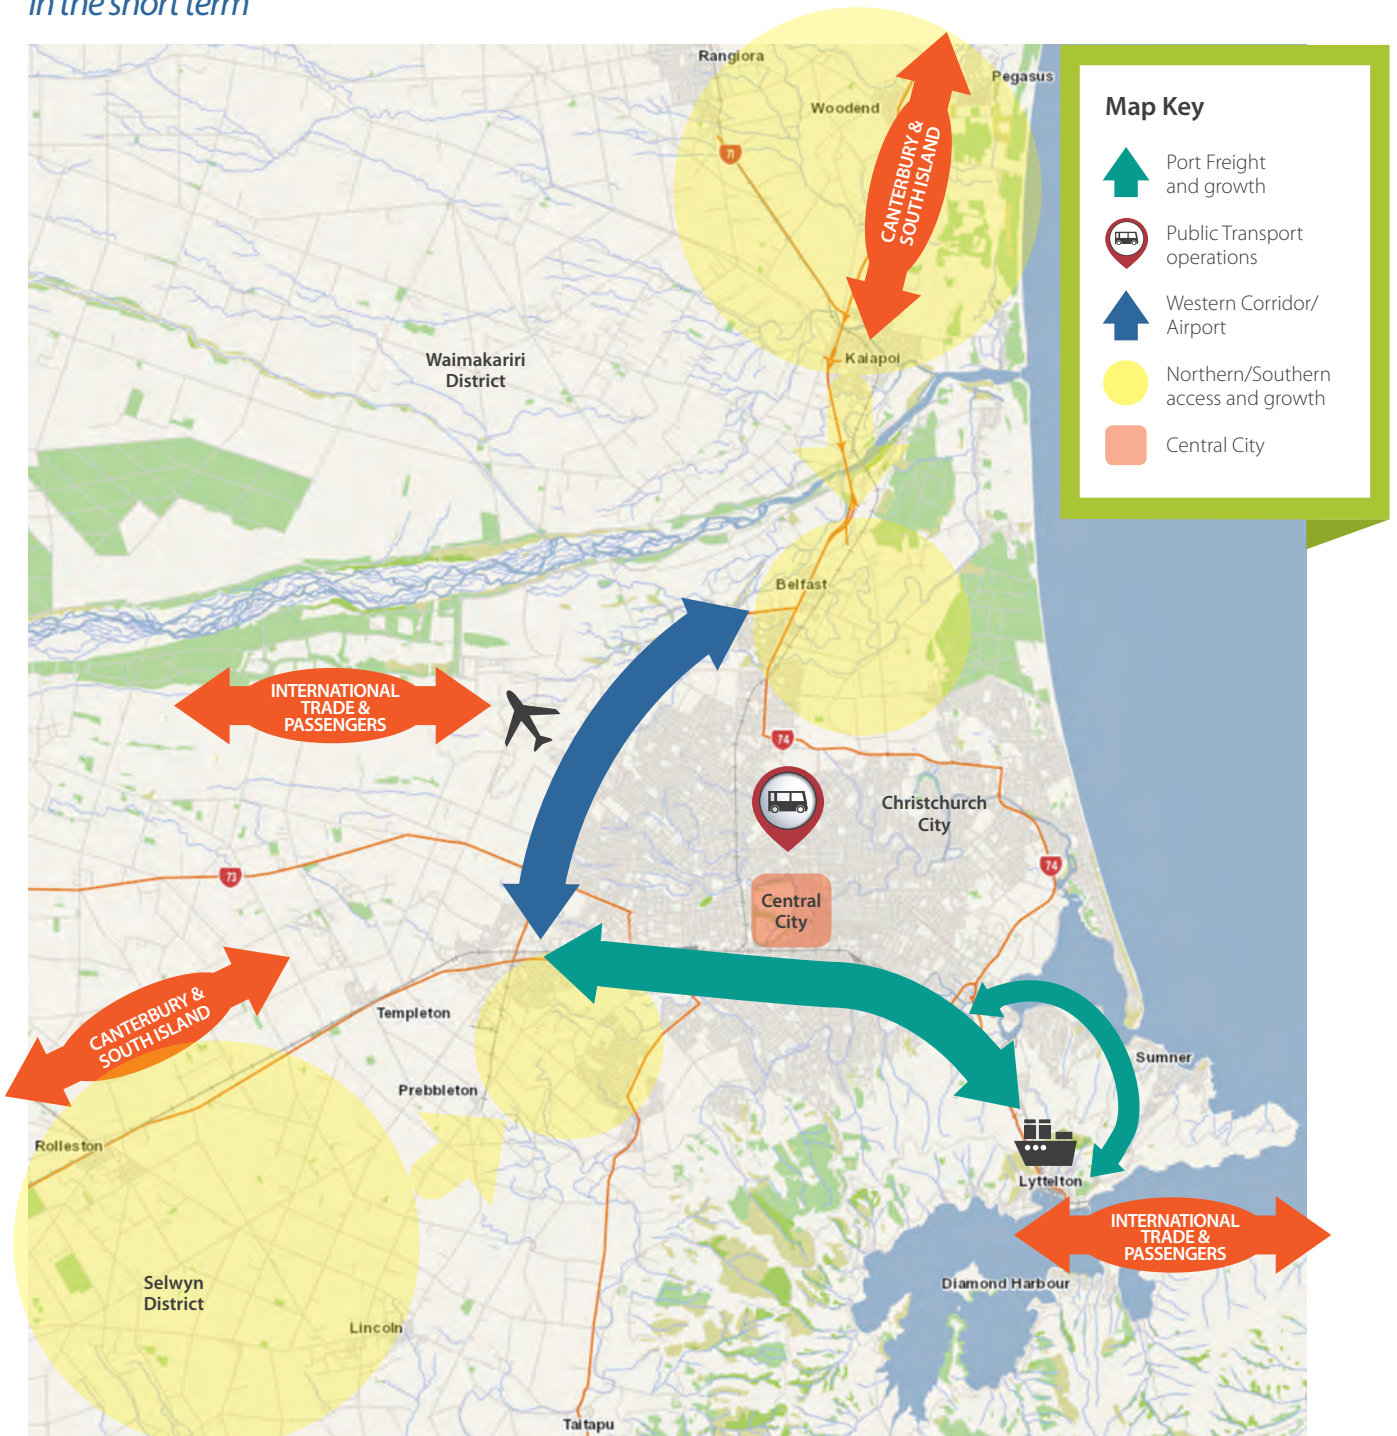 in the short term
Rangiora
Pegasus
Woodend
71
CANTERBURY &
SOUTH ISLAND
Map Key
Port Freight
and growth
Public Transport
operations
Western Corridor/
Airport
Northern/Southern
access and growth
Central City
Waimakariri
District
Kaiapoi
Belfast
INTERNATIONAL
TRADE &
PASSENGERS
74
Christchurch
City
73
74
Central
City
CANTERBURY &
SOUTH ISLAND
Templeton
Sumner
Prebbleton
Rolleston
Lyttelton
INTERNATIONAL
TRADE &
PASSENGERS
Selwyn
District
Diamond Harbour
Lincoln
Taitapu